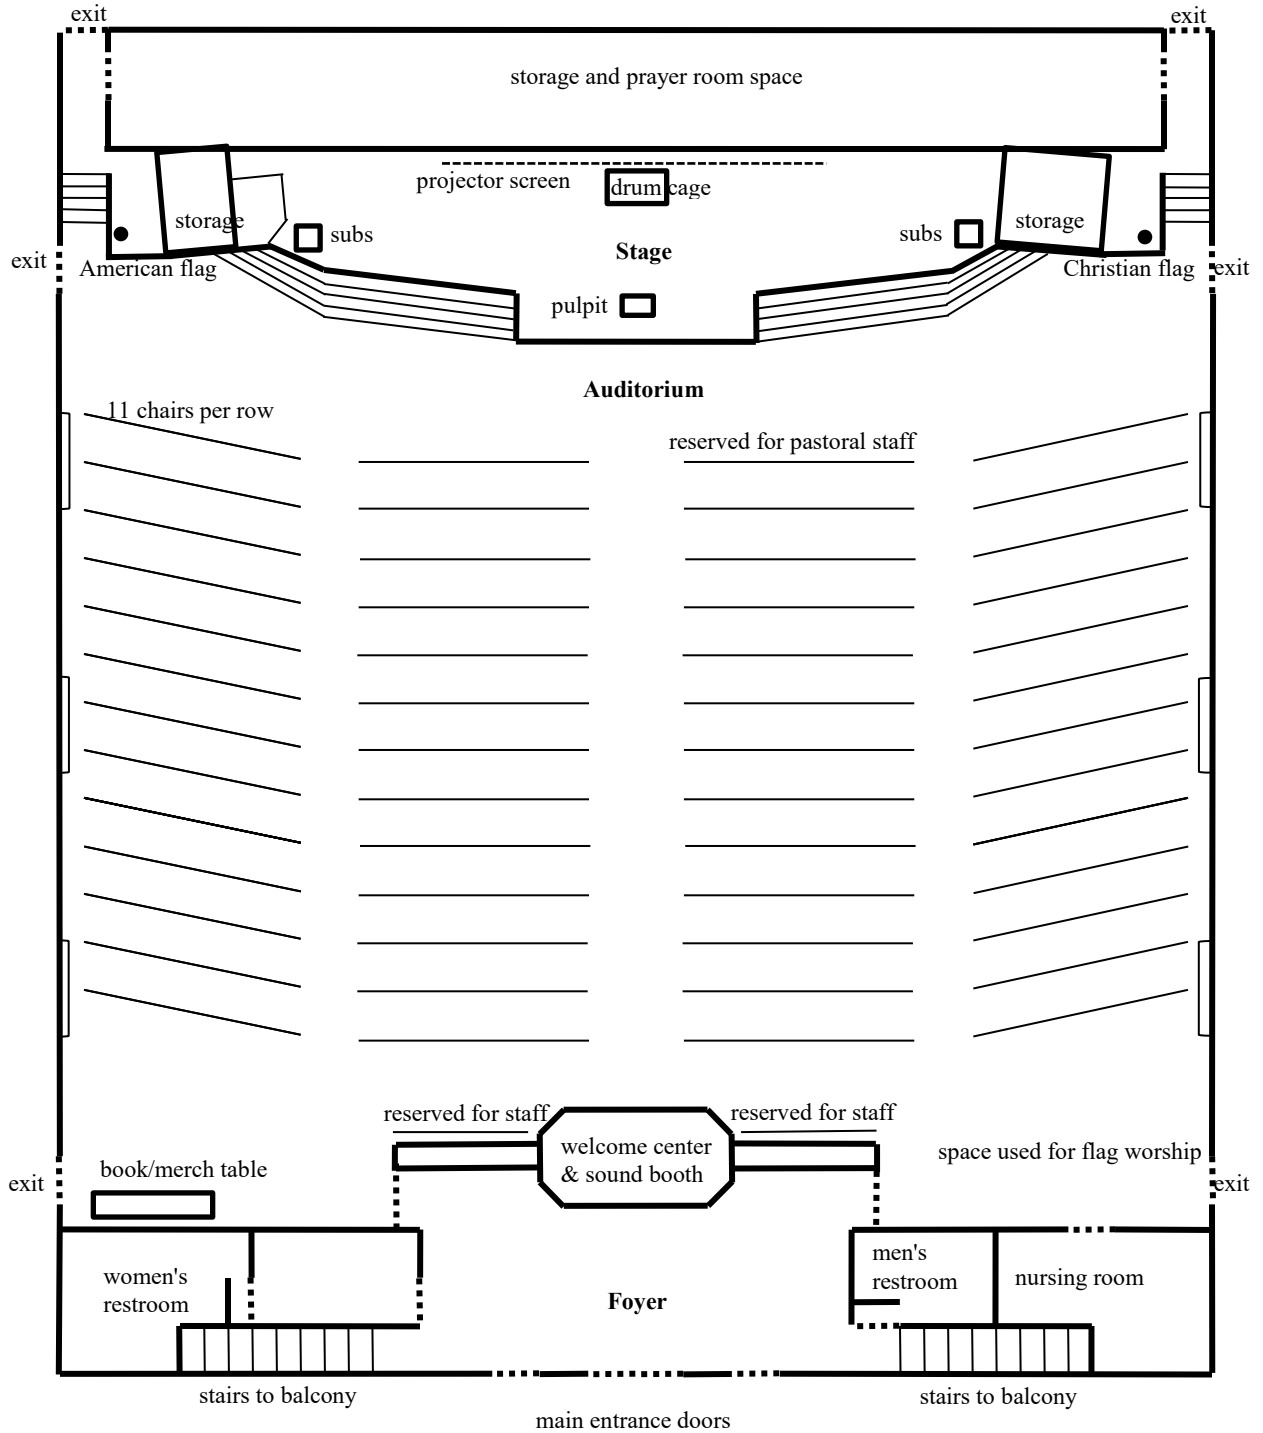 exit
exit
storage and prayer room space
projector screen
drum cage
storage
subs
subs
storage
Stage
exit
American flag
Christian flag
exit
pulpit
Auditorium
11 chairs per row
reserved for pastoral staff
reserved for staff
reserved for staff
welcome center
& sound booth
space used for flag worship
book/merch table
exit
exit
women's
restroom
men's
restroom
nursing room
Foyer
stairs to balcony
stairs to balcony
main entrance doors